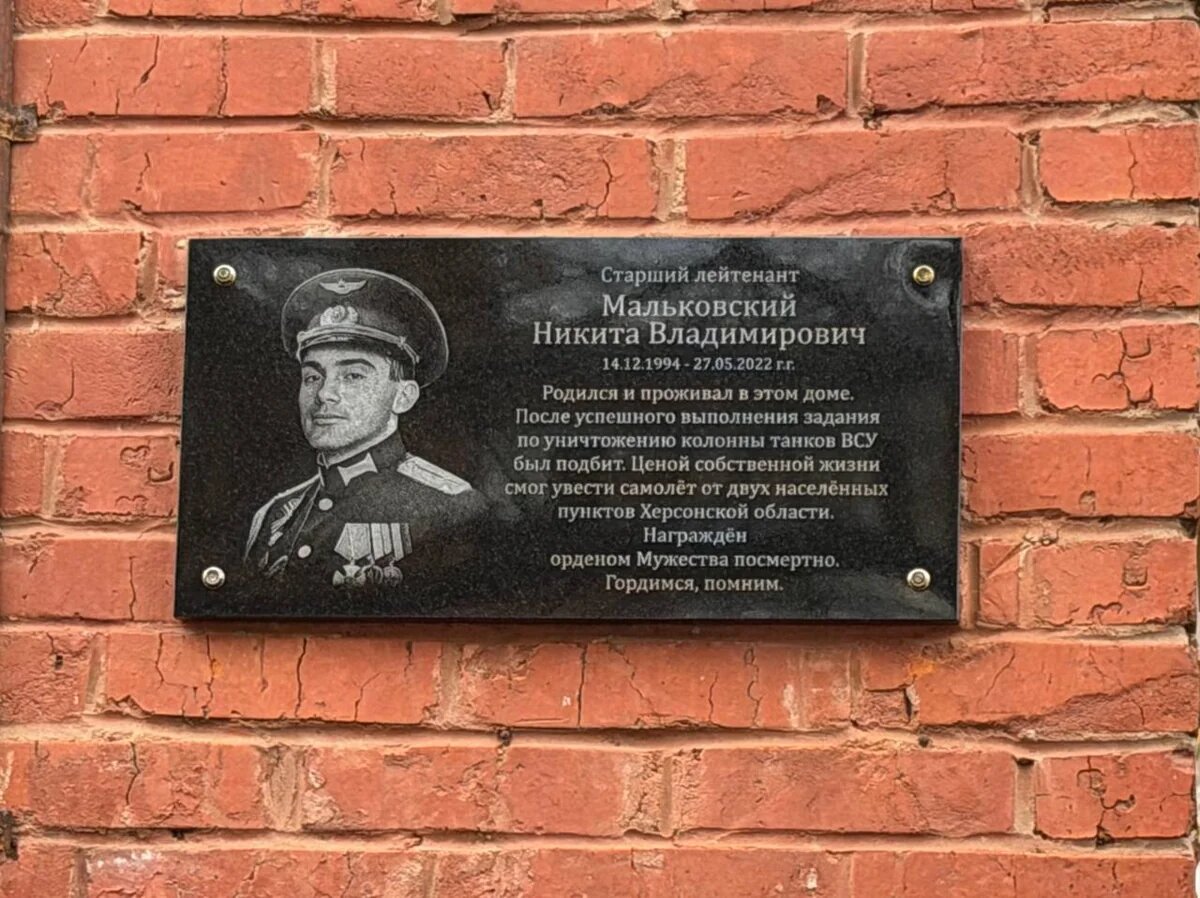 Старший лейтенант
Мальковский
Никита Владимирович
14.12.1994 - 27.05.2022 г.г.
Родился и проживал в этом доме.
После успешного выполнения задания
по уничтожению колонны танков ВСУ
был подбит. Ценой собственной жизни
смог увести самолёт от двух населённых
пунктов Херсонской области.
Награждён
орденом Мужества посмертно.
Гордимся, помним.